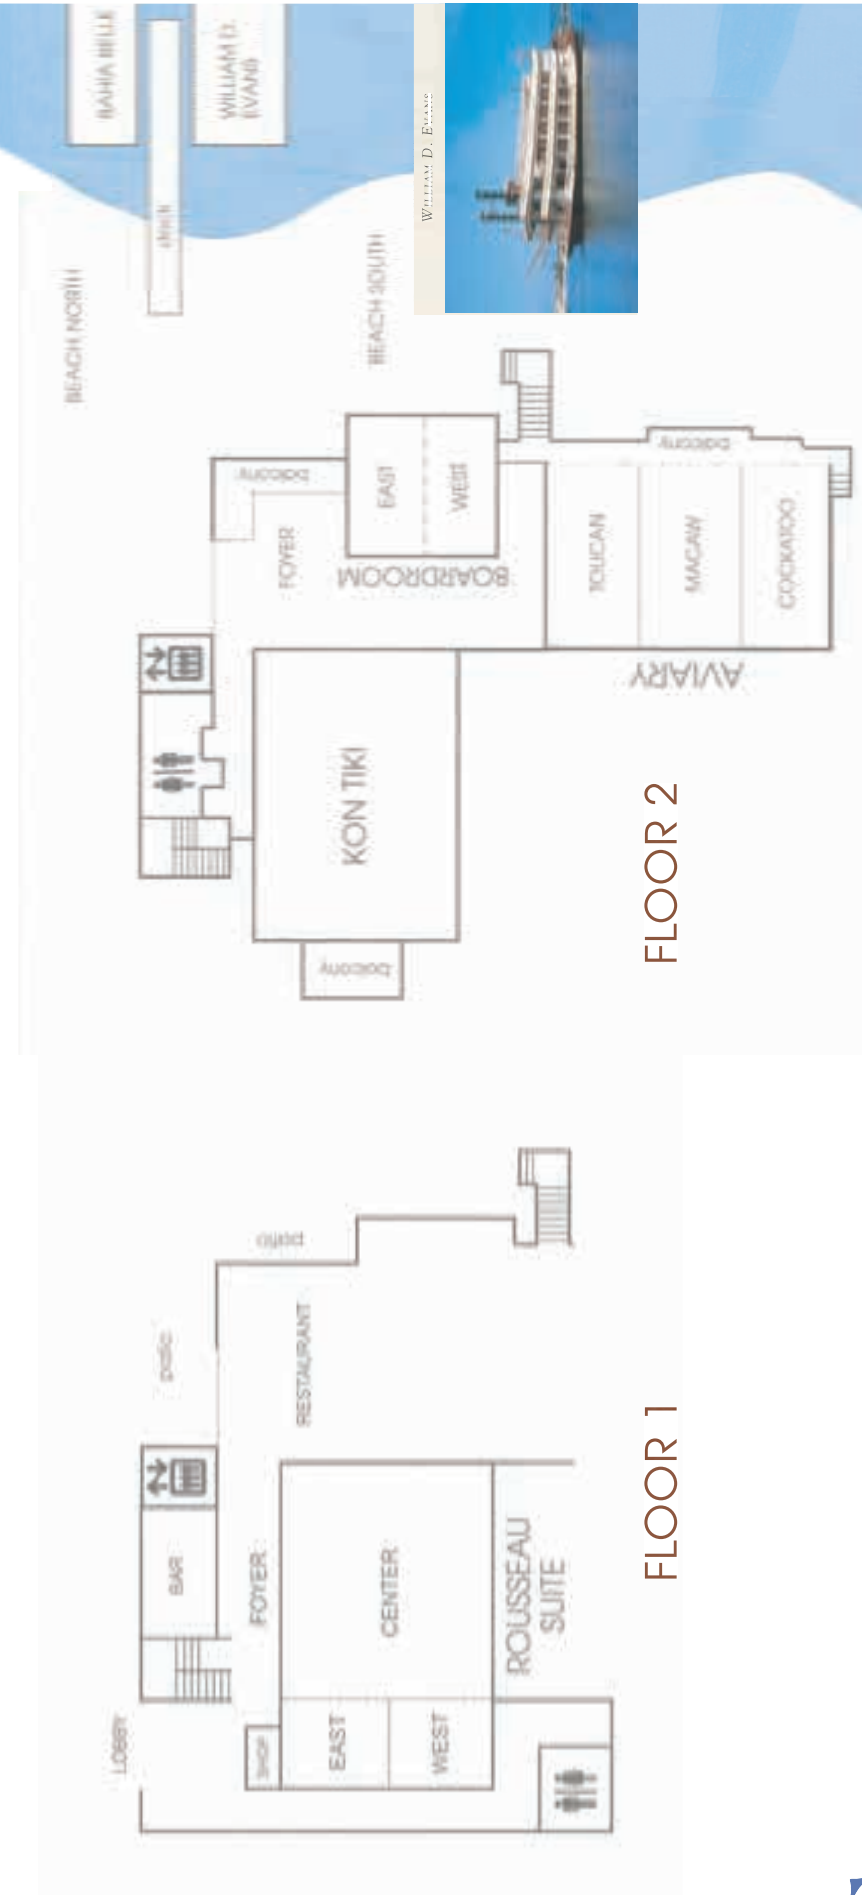 BAHIA BELLE
WILLIAM D.
EVANS
dock
WILLIAM D. EVANS
BEACH NORTH
BEACH SOUTH
balcony
EAST
WEST
FOYER
BOARDROOM
balcony
TOUCAN
MACAW
COCKATOO
AVIARY
KON TIKI
balcony
FLOOR 2
patio
patio
RESTAURANT
BAR
FOYER
CENTER
ROUSSEAU
SUITE
LOBBY
SHOP
EAST
WEST
FLOOR 1